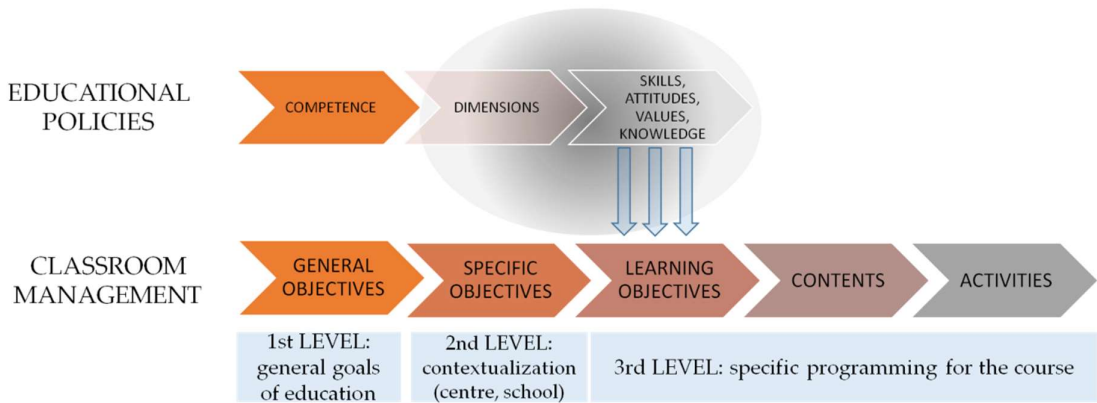 EDUCATIONAL
POLICIES
COMPETENCE
DIMENSIONS
SKILLS,
ATTITUDES,
VALUES,
KNOWLEDGE
CLASSROOM
MANAGEMENT
GENERAL
OBJECTIVES
SPECIFIC
OBJECTIVES
LEARNING
OBJECTIVES
CONTENTS
ACTIVITIES
1st LEVEL:
general goals
of education
2nd LEVEL:
contextualization
(centre, school)
3rd LEVEL: specific programming for the course